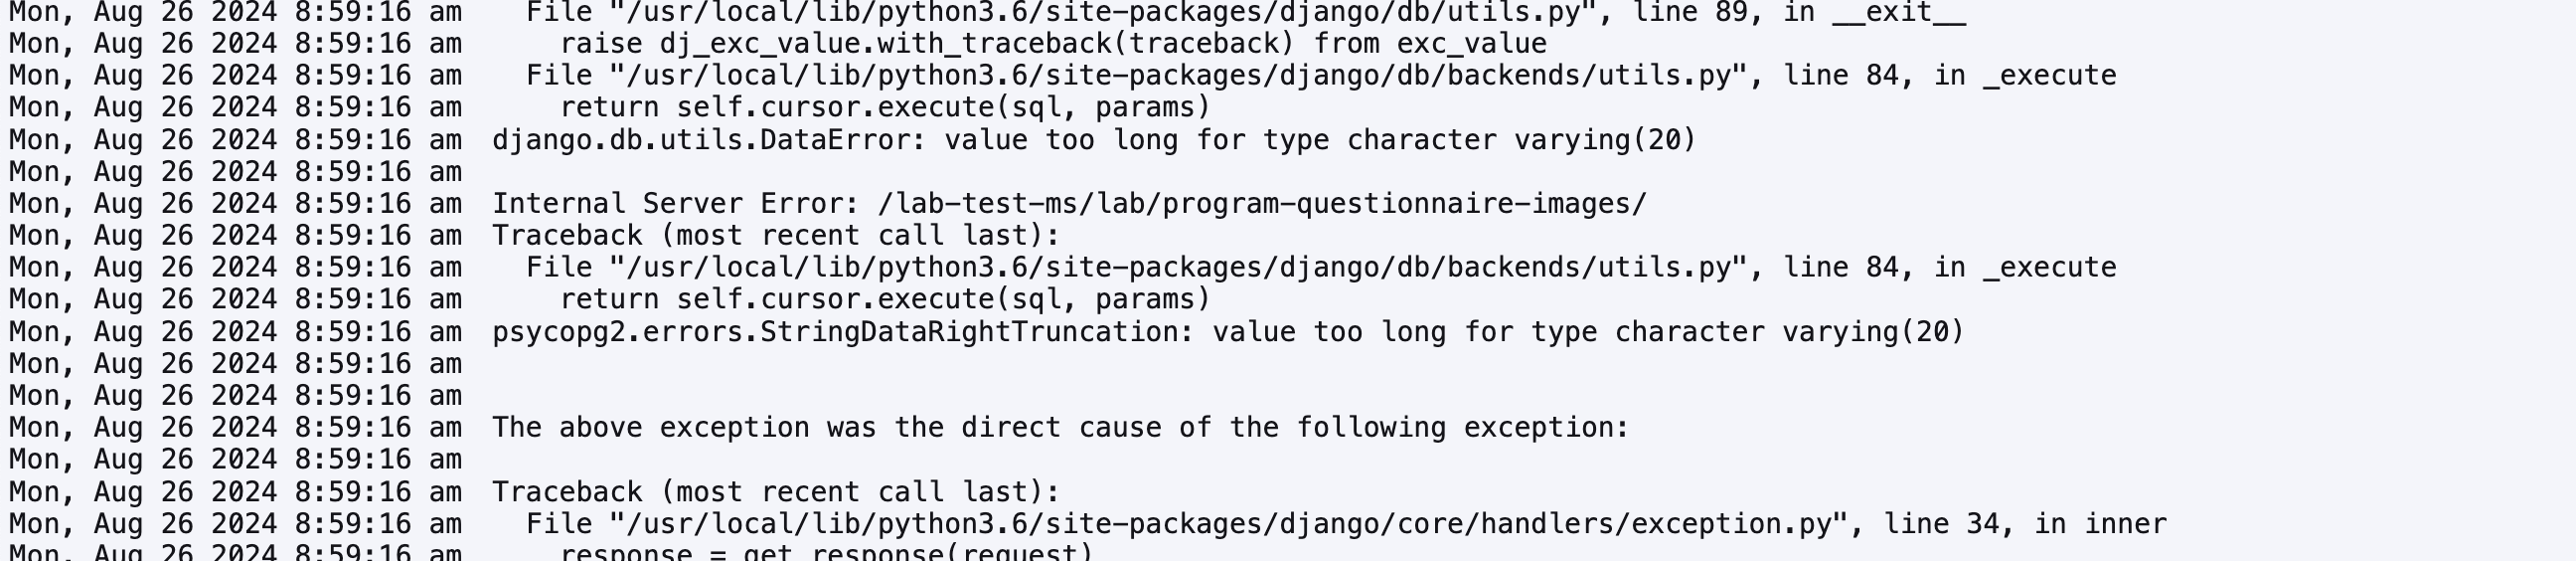 Mon, Aug 26 2024 8:59:16 am    File "/usr/local/lib/python3.6/site-packages/django/db/utils.py", line 89, in __exit__
Mon, Aug 26 2024 8:59:16 am      raise dj_exc_value.with_traceback(traceback) from exc_value
Mon, Aug 26 2024 8:59:16 am    File "/usr/local/lib/python3.6/site-packages/django/db/backends/utils.py", line 84, in _execute
Mon, Aug 26 2024 8:59:16 am      return self.cursor.execute(sql, params)
Mon, Aug 26 2024 8:59:16 am  django.db.utils.DataError: value too long for type character varying(20)
Mon, Aug 26 2024 8:59:16 am
Mon, Aug 26 2024 8:59:16 am  Internal Server Error: /lab-test-ms/lab/program-questionnaire-images/
Mon, Aug 26 2024 8:59:16 am  Traceback (most recent call last):
Mon, Aug 26 2024 8:59:16 am    File "/usr/local/lib/python3.6/site-packages/django/db/backends/utils.py", line 84, in _execute
Mon, Aug 26 2024 8:59:16 am      return self.cursor.execute(sql, params)
Mon, Aug 26 2024 8:59:16 am  psycopg2.errors.StringDataRightTruncation: value too long for type character varying(20)
Mon, Aug 26 2024 8:59:16 am
Mon, Aug 26 2024 8:59:16 am
Mon, Aug 26 2024 8:59:16 am  The above exception was the direct cause of the following exception:
Mon, Aug 26 2024 8:59:16 am
Mon, Aug 26 2024 8:59:16 am  Traceback (most recent call last):
Mon, Aug 26 2024 8:59:16 am    File "/usr/local/lib/python3.6/site-packages/django/core/handlers/exception.py", line 34, in inner
Mon, Aug 26 2024 8:59:16 am      response = get_response(request)